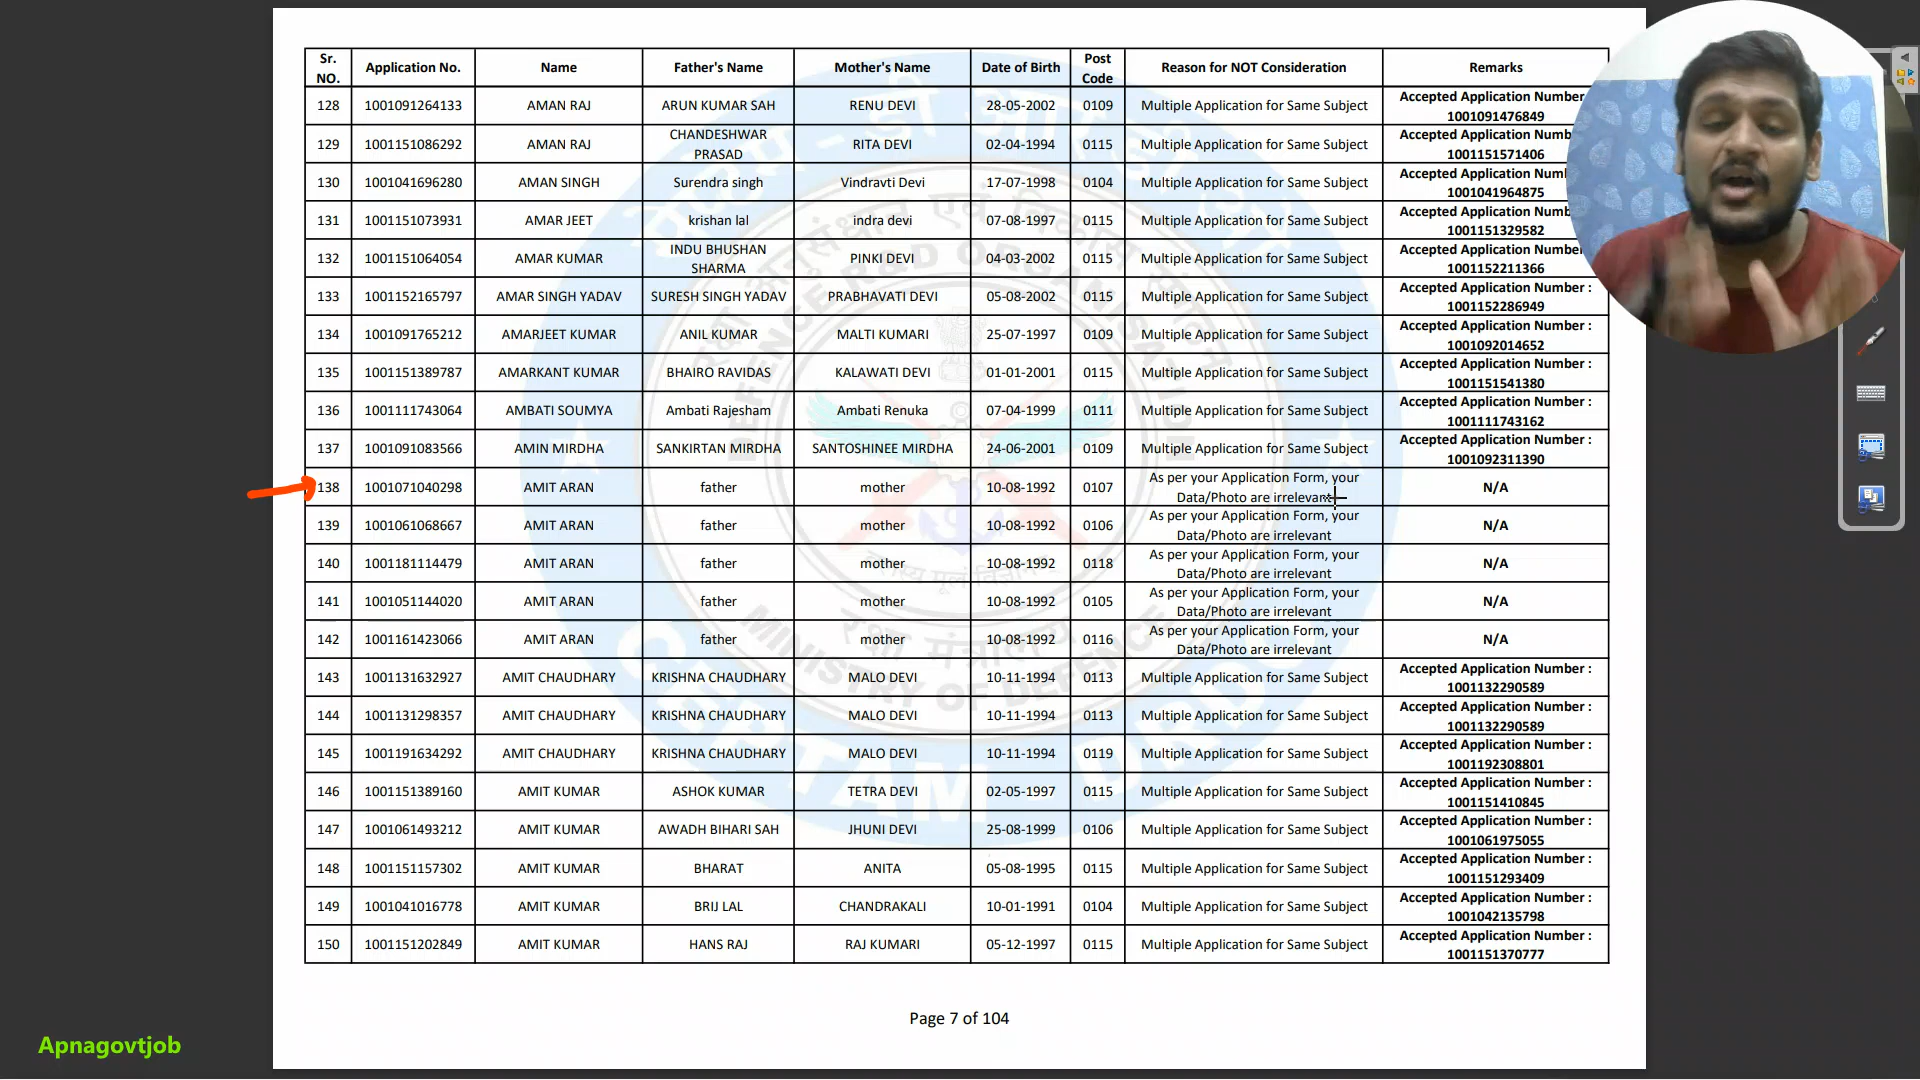 Sr. NO. Application No. Name Father's Name Mother's Name Date of Birth Post Code Reason for NOT Consideration Remarks
128 1001091264133 AMAN RAJ ARUN KUMAR SAH RENU DEVI 28-05-2002 0109 Multiple Application for Same Subject Accepted Application Number 1001091476849
129 1001151086292 AMAN RAJ CHANDESHWAR PRASAD RITA DEVI 02-04-1994 0115 Multiple Application for Same Subject Accepted Application 1001151571406
130 1001041696280 AMAN SINGH Surendra singh Vindravti Devi 17-07-1998 0104 Multiple Application for Same Subject Accepted Application 1001041964875
131 1001151073931 AMAR JEET krishan lal indra devi 07-08-1997 0115 Multiple Application for Same Subject Accepted Application 1001151329582
132 1001151064054 AMAR KUMAR INDU BHUSHAN SHARMA PINKI DEVI 04-03-2002 0115 Multiple Application for Same Subject Accepted Application Number 1001152211366
133 1001152165797 AMAR SINGH YADAV SURESH SINGH YADAV PRABHAVATI DEVI 05-08-2002 0115 Multiple Application for Same Subject Accepted Application Number : 1001152286949
134 1001091765212 AMARJEET KUMAR ANIL KUMAR MALTI KUMARI 25-07-1997 0109 Multiple Application for Same Subject Accepted Application Number : 1001092014652
135 1001151389787 AMARKANT KUMAR BHAIRO RAVIDAS KALAWATI DEVI 01-01-2001 0115 Multiple Application for Same Subject Accepted Application Number : 1001151541380
136 1001111743064 AMBATI SOUMYA Ambati Rajesham Ambati Renuka 07-04-1999 0111 Multiple Application for Same Subject Accepted Application Number : 1001111743162
137 1001091083566 AMIN MIRDHA SANKIRTAN MIRDHA SANTOSHINEE MIRDHA 24-06-2001 0109 Multiple Application for Same Subject Accepted Application Number : 1001092311390
138 1001071040298 AMIT ARAN father mother 10-08-1992 0107 As per your Application Form, your Data/Photo are irrelevant N/A
139 1001061068667 AMIT ARAN father mother 10-08-1992 0106 As per your Application Form, your Data/Photo are irrelevant N/A
140 1001181114479 AMIT ARAN father mother 10-08-1992 0118 As per your Application Form, your Data/Photo are irrelevant N/A
141 1001051144020 AMIT ARAN father mother 10-08-1992 0105 As per your Application Form, your Data/Photo are irrelevant N/A
142 1001161423066 AMIT ARAN father mother 10-08-1992 0116 As per your Application Form, your Data/Photo are irrelevant N/A
143 1001131632927 AMIT CHAUDHARY KRISHNA CHAUDHARY MALO DEVI 10-11-1994 0113 Multiple Application for Same Subject Accepted Application Number : 1001132290589
144 1001131298357 AMIT CHAUDHARY KRISHNA CHAUDHARY MALO DEVI 10-11-1994 0113 Multiple Application for Same Subject Accepted Application Number : 1001132290589
145 1001191634292 AMIT CHAUDHARY KRISHNA CHAUDHARY MALO DEVI 10-11-1994 0119 Multiple Application for Same Subject Accepted Application Number : 1001192308801
146 1001151389160 AMIT KUMAR ASHOK KUMAR TETRA DEVI 02-05-1997 0115 Multiple Application for Same Subject Accepted Application Number : 1001151410845
147 1001061493212 AMIT KUMAR AWADH BIHARI SAH JHUNI DEVI 25-08-1999 0106 Multiple Application for Same Subject Accepted Application Number : 1001061975055
148 1001151157302 AMIT KUMAR BHARAT ANITA 05-08-1995 0115 Multiple Application for Same Subject Accepted Application Number : 1001151293409
149 1001041016778 AMIT KUMAR BRIJ LAL CHANDRAKALI 10-01-1991 0104 Multiple Application for Same Subject Accepted Application Number : 1001042135798
150 1001151202849 AMIT KUMAR HANS RAJ RAJ KUMARI 05-12-1997 0115 Multiple Application for Same Subject Accepted Application Number : 1001151370777
DEFENCE R&D ORGANISATION
MINISTRY OF DEFENCE
रक्षा मंत्रालय
CEPTAM - DRDO
Page 7 of 104
Apnagovtjob